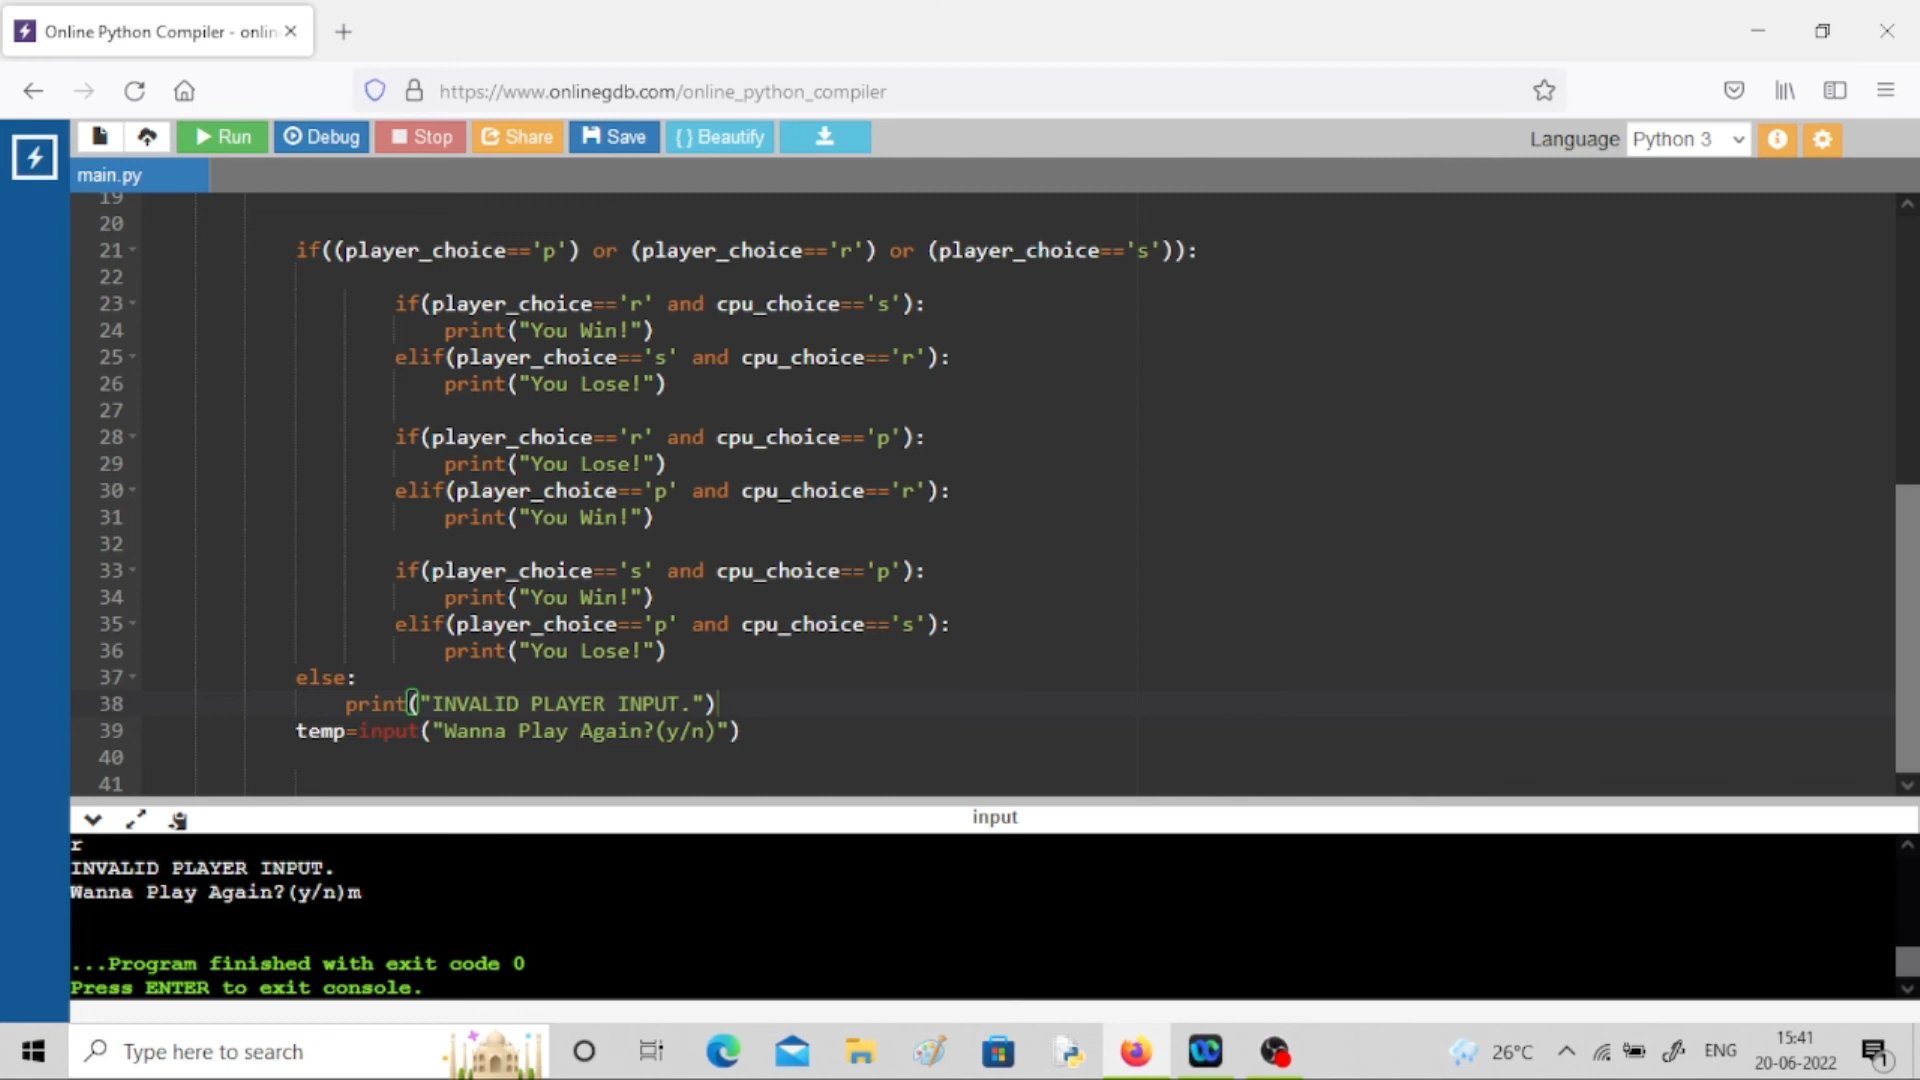 Online Python Compiler - onlin
https://www.onlinegdb.com/online_python_compiler
Run Debug Stop Share Save {} Beautify Language Python 3
main.py
19
20
21 if((player_choice=='p') or (player_choice=='r') or (player_choice=='s')):
22
23 if(player_choice=='r' and cpu_choice=='s'):
24 print("You Win!")
25 elif(player_choice=='s' and cpu_choice=='r'):
26 print("You Lose!")
27
28 if(player_choice=='r' and cpu_choice=='p'):
29 print("You Lose!")
30 elif(player_choice=='p' and cpu_choice=='r'):
31 print("You Win!")
32
33 if(player_choice=='s' and cpu_choice=='p'):
34 print("You Win!")
35 elif(player_choice=='p' and cpu_choice=='s'):
36 print("You Lose!")
37 else:
38 print("INVALID PLAYER INPUT.")
39 temp=input("Wanna Play Again?(y/n)")
40
41
input
r
INVALID PLAYER INPUT.
Wanna Play Again?(y/n)m
...Program finished with exit code 0
Press ENTER to exit console.
Type here to search
26°C
ENG
15:41
20-06-2022
1